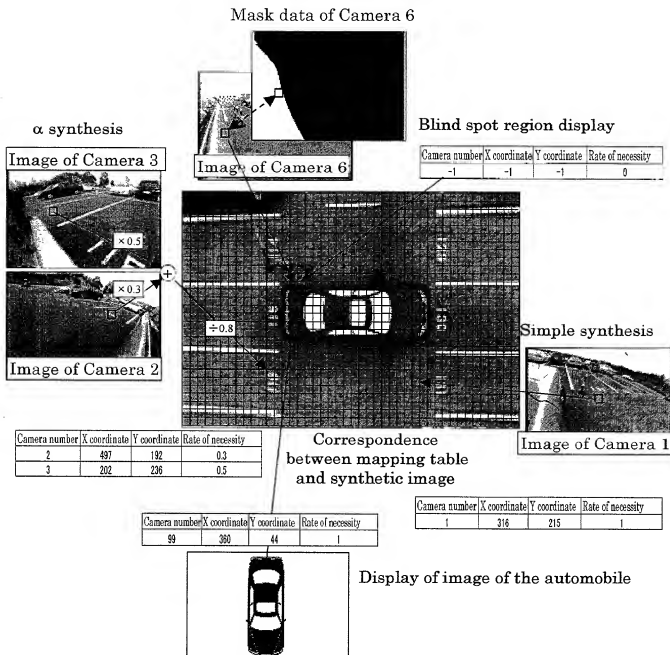 Mask data of Camera 6
α synthesis
Blind spot region display
Image of Camera 3
Image of Camera 6
Camera number X coordinate Y coordinate Rate of necessity
-1 -1 -1 0
×0.5
×0.3
+
÷0.8
Image of Camera 2
Simple synthesis
Image of Camera 1
Camera number X coordinate Y coordinate Rate of necessity
2 497 192 0.3
3 202 236 0.5
Correspondence
between mapping table
and synthetic image
Camera number X coordinate Y coordinate Rate of necessity
1 316 215 1
Camera number X coordinate Y coordinate Rate of necessity
99 360 44 1
Display of image of the automobile